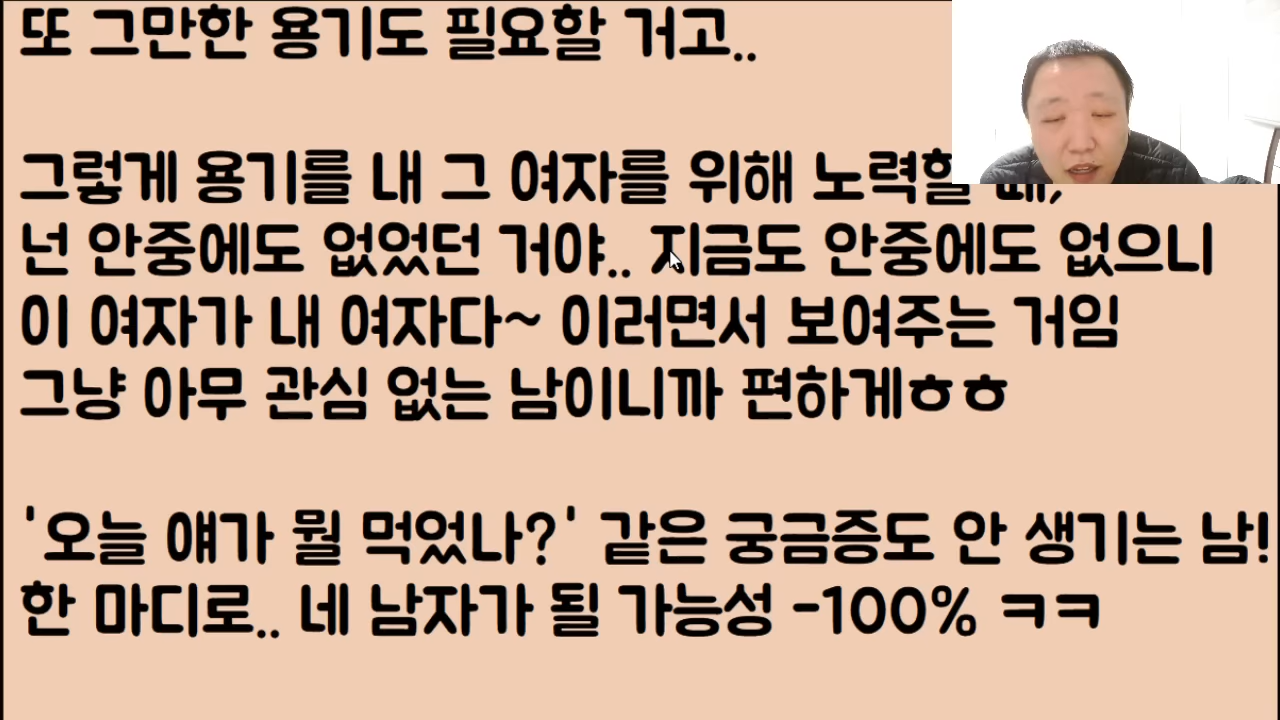 또 그만한 용기도 필요할 거고..
그렇게 용기를 내 그 여자를 위해 노력할 때,
넌 안중에도 없었던 거야.. 지금도 안중에도 없으니
이 여자가 내 여자다~ 이러면서 보여주는 거임
그냥 아무 관심 없는 남이니까 편하게ㅎㅎ
'오늘 얘가 뭘 먹었나?' 같은 궁금증도 안 생기는 남!
한 마디로.. 네 남자가 될 가능성 -100% ㅋㅋ